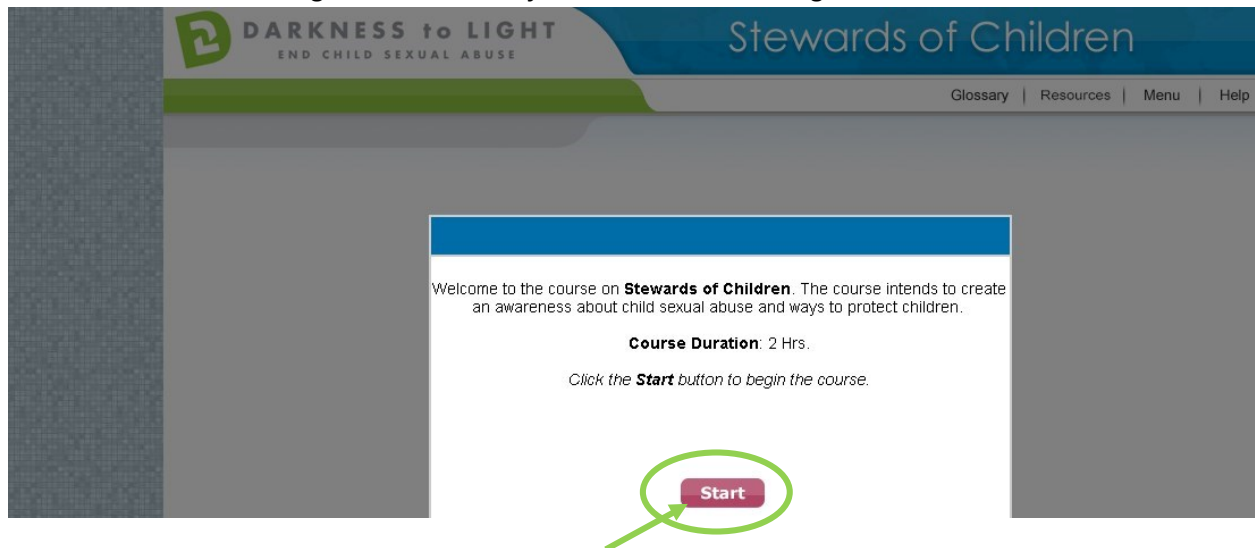 DARKNESS to LIGHT
END CHILD SEXUAL ABUSE
Stewards of Children
Glossary | Resources | Menu | Help
Welcome to the course on Stewards of Children. The course intends to create
an awareness about child sexual abuse and ways to protect children.
Course Duration: 2 Hrs.
Click the Start button to begin the course.
Start